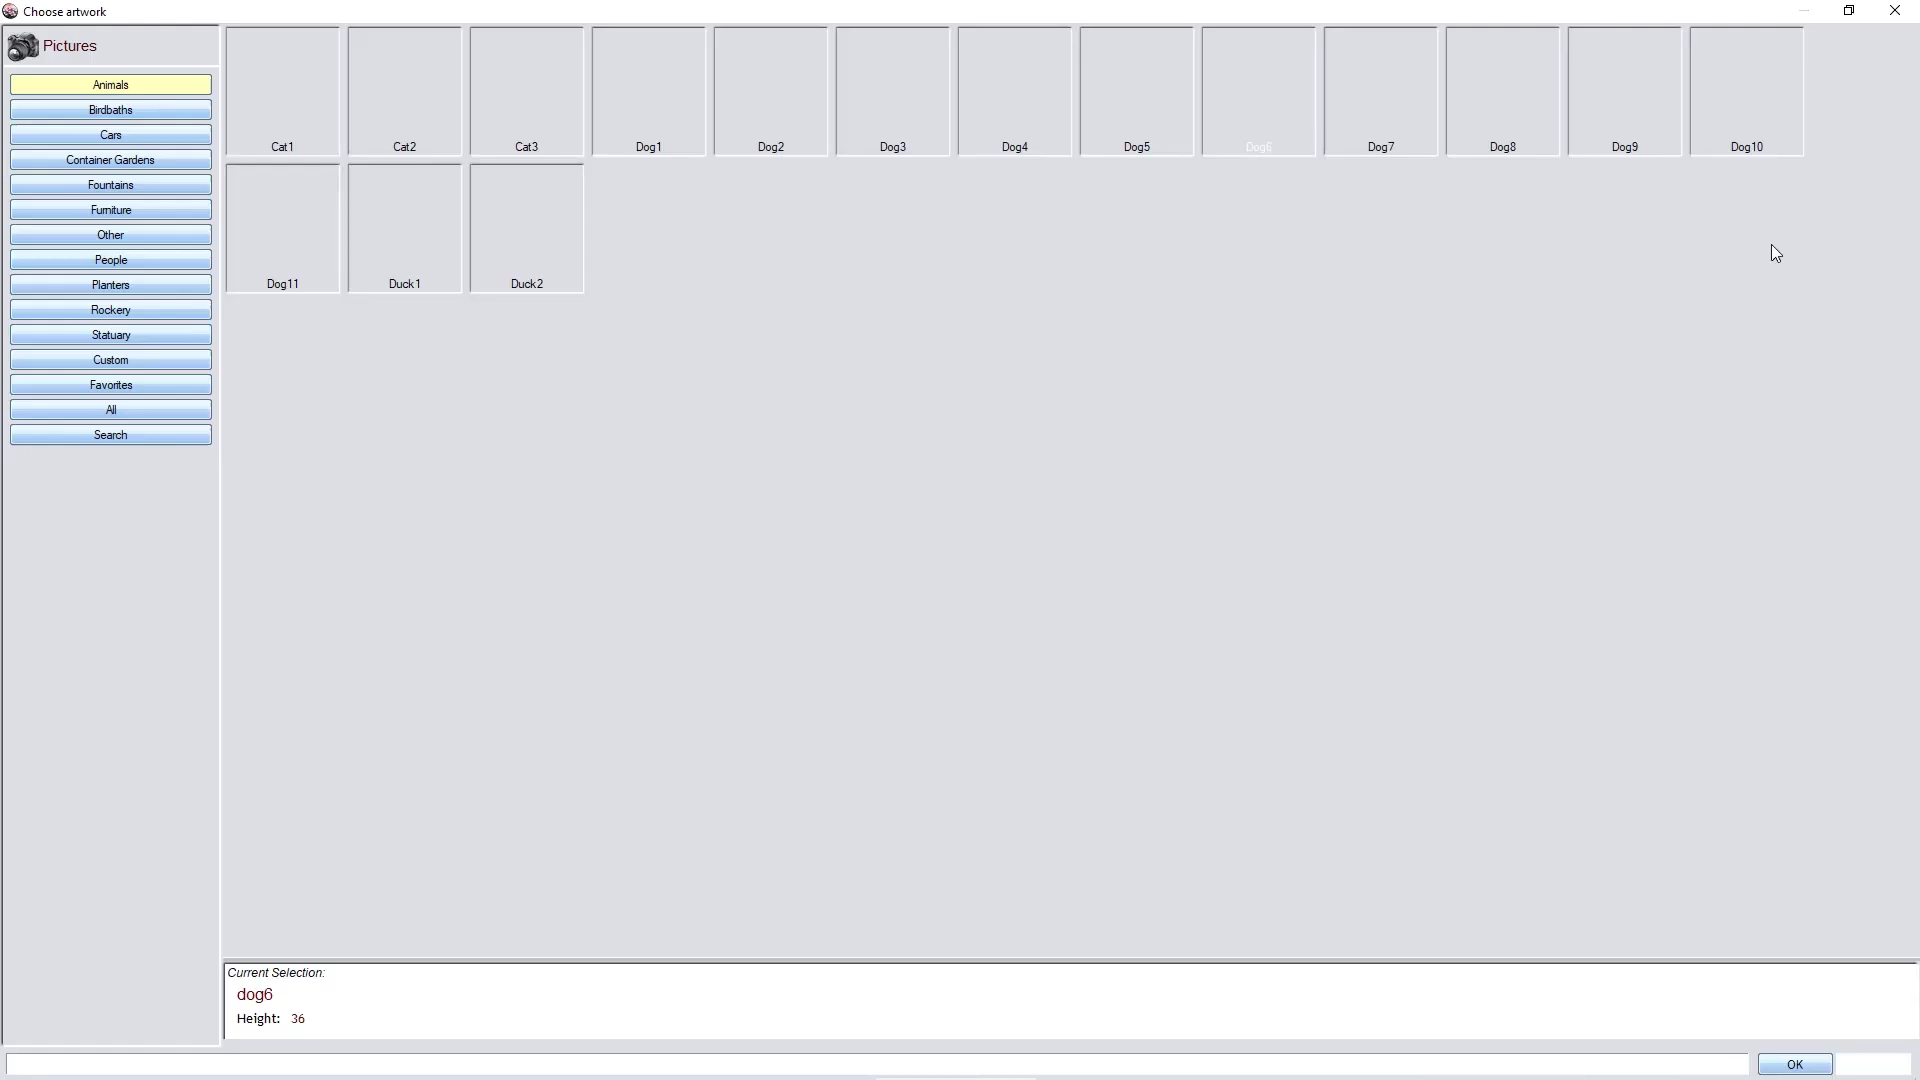 Choose artwork
Pictures
Animals
Birdbaths
Cars
Container Gardens
Fountains
Furniture
Other
People
Planters
Rockery
Statuary
Custom
Favorites
All
Search
Cat1
Cat2
Cat3
Dog1
Dog2
Dog3
Dog4
Dog5
Dog6
Dog7
Dog8
Dog9
Dog10
Dog11
Duck1
Duck2
Current Selection:
dog6
Height: 36
OK